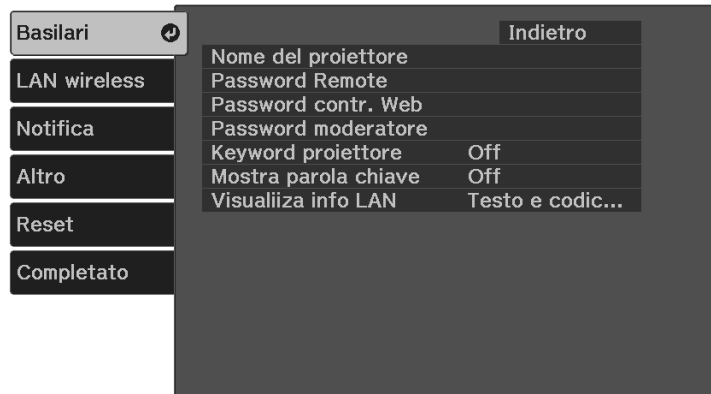 Basilari
LAN wireless
Notifica
Altro
Reset
Completato
Indietro
Nome del proiettore
Password Remote
Password contr. Web
Password moderatore
Keyword proiettore Off
Mostra parola chiave Off
Visualiiza info LAN Testo e codic...